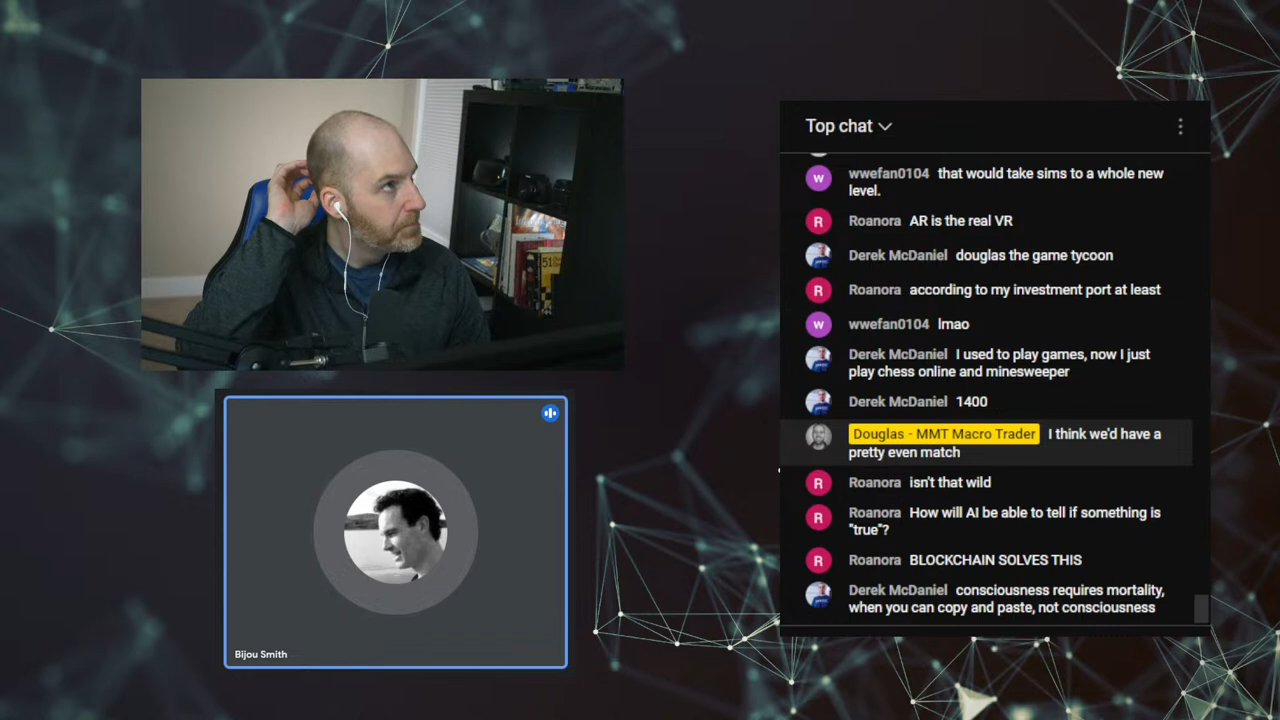 Top chat
W wwefan0104 that would take sims to a whole new
level.
R Roanora AR is the real VR
Derek McDaniel douglas the game tycoon
R Roanora according to my investment port at least
W wwefan0104 lmao
Derek McDaniel I used to play games, now I just
play chess online and minesweeper
Derek McDaniel 1400
Douglas - MMT Macro Trader I think we'd have a
pretty even match
R Roanora isn't that wild
R Roanora How will AI be able to tell if something is
"true"?
R Roanora BLOCKCHAIN SOLVES THIS
Derek McDaniel consciousness requires mortality,
when you can copy and paste, not consciousness
51
Bijou Smith